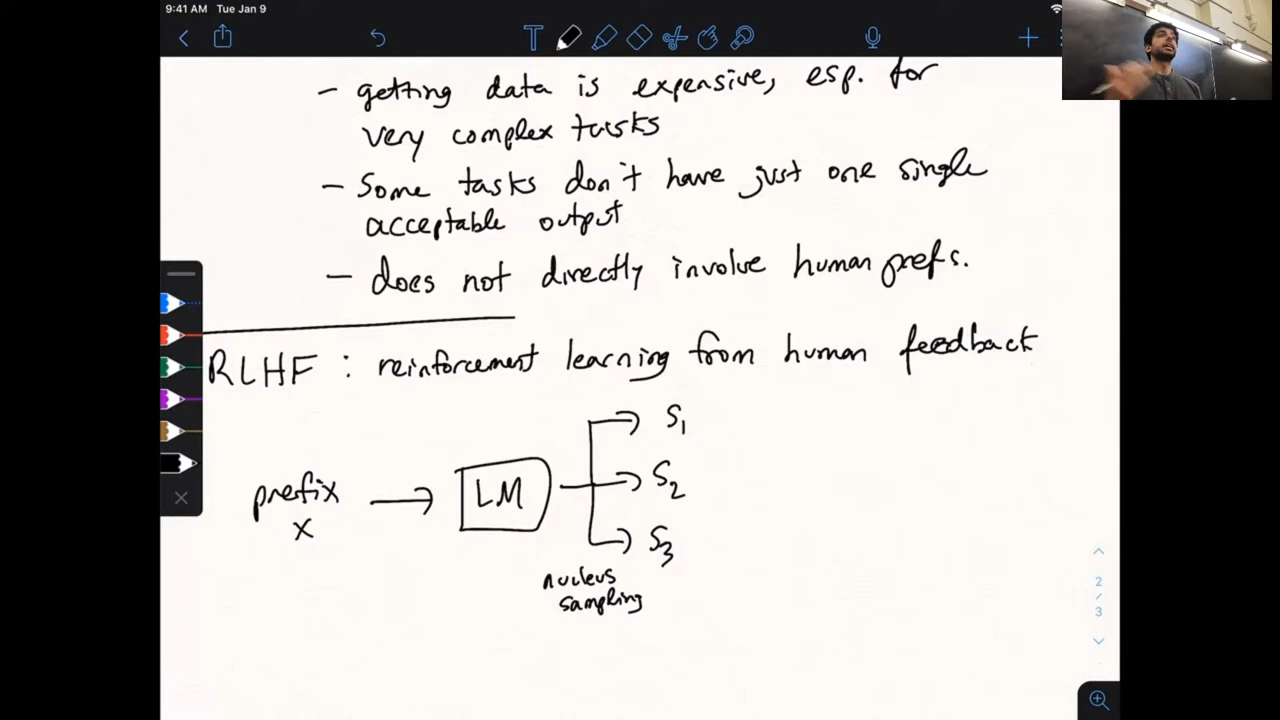 9:41 AM Tue Jan 9
T
- getting data is expensive, esp. for
very complex tasks
- Some tasks don't have just one single
acceptable output
- does not directly involve human prefs.
RLHF : reinforcement learning from human feedback
S1
prefix → LM → S2
x
S3
nucleus
sampling
2
/
3